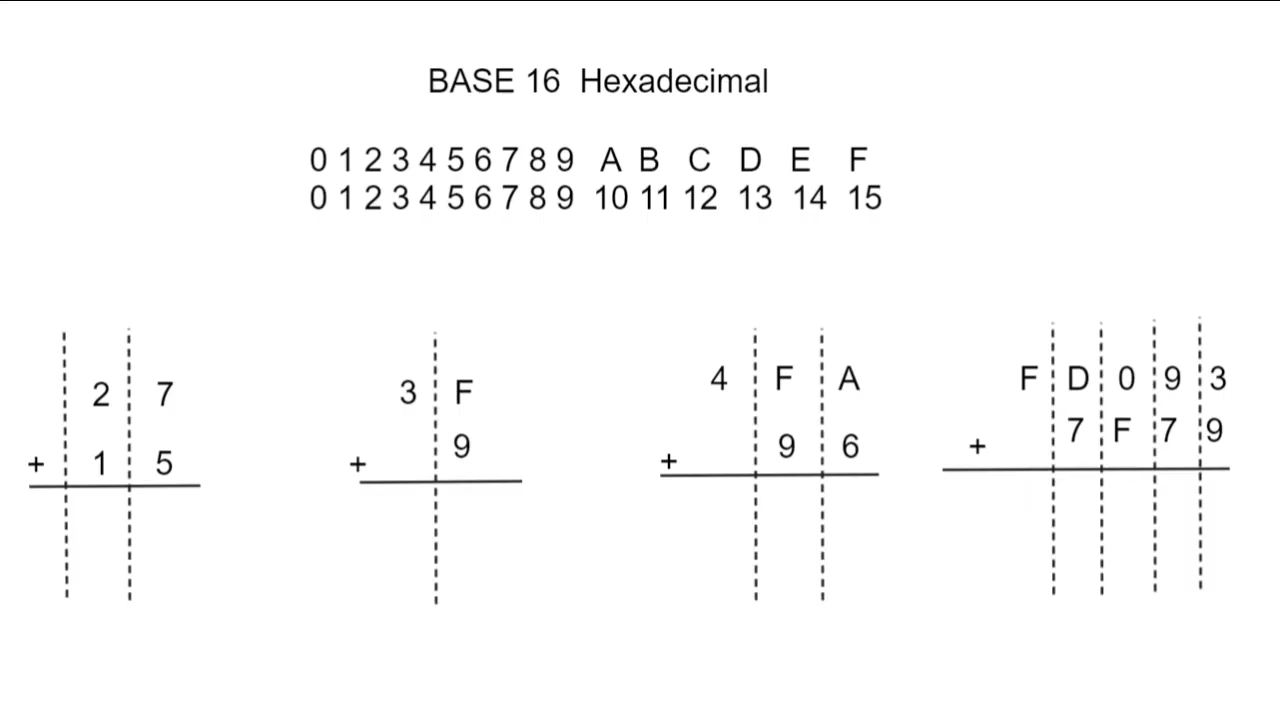 BASE 16 Hexadecimal
0 1 2 3 4 5 6 7 8 9 A B C D E F
0 1 2 3 4 5 6 7 8 9 10 11 12 13 14 15
2 7
+ 1 5
3 F
+ 9
4 F A
+ 9 6
F D 0 9 3
+ 7 F 7 9